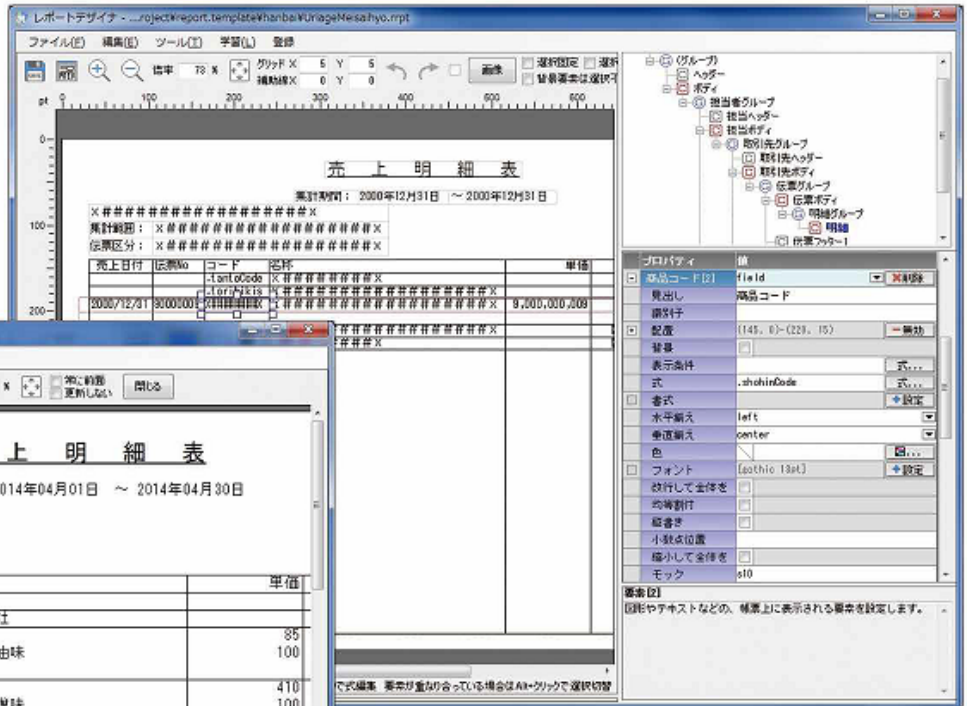 レポートデザイナ - ...roject¥report.template¥hanbai¥UriageMeisaihyo.rrpt
ファイル(F) 編集(E) ツール(T) 学習(L) 登録
倍率 73 % グリッド X 5 Y 5
補助線X 0 Y 0
画像
選択固定 選択
背景要素は選択不
pt 0 100 200 300 400 500 600
0
100
200
売 上 明 細 表
集計期間: 2000年12月31日 ~ 2000年12月31日
X##################X
集計範囲: X##################X
伝票区分: X##################X
売上日付 伝票No コード 名称 単価
.tantoCode X#########X
2000/12/31 9,000,000,009
(グループ)
ヘッダー
ボディ
担当者グループ
担当ヘッダー
担当ボディ
取引先グループ
取引先ヘッダー
取引先ボディ
伝票グループ
伝票ボディ
明細グループ
明細
伝票フッター1
プロパティ 値
商品コード[2] field ×削除
見出し 商品コード
識別子
配置 (145, 0)-(220, 15) 無効
背景
表示条件 式...
式 .shohinCode 式...
書式 +設定
水平揃え left
垂直揃え center
色
フォント [gothic 13pt] +設定
改行して全体を
均等割付
縦書き
小数点位置
縮小して全体を
モック s10
要素[2]
図形やテキストなどの、帳票上に表示される要素を設定します。
% 常に前面
更新しない
閉じる
上 明 細 表
014年04月01日 ~ 2014年04月30日
単価
社
85
油味 100
410
100
で式編集 要素が重なり合っている場合はAlt+クリックで選択切替